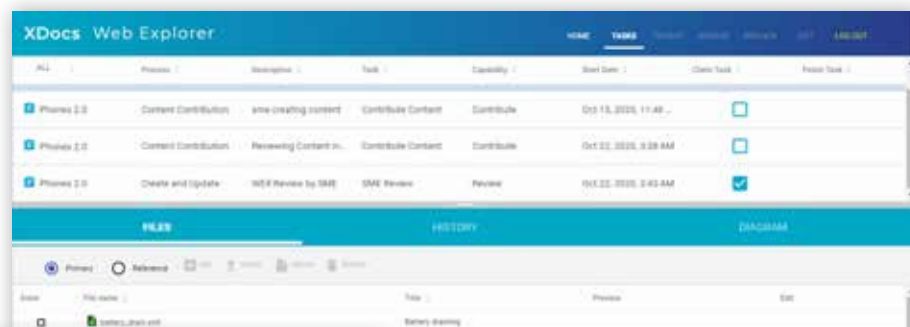 XDocs Web Explorer HOME TASKS LOG OUT
ALL Process Description Task Capability Start Date Claim Task Finish Task
Phones 2.0 Content Contribution sme creating content Contribute Content Contribute Oct 15, 2020, 11:48 ...
Phones 2.0 Content Contribution Reviewing Content in.. Contribute Content Contribute Oct 22, 2020, 3:28 AM
Phones 2.0 Create and Update WEX Review by SME SME Review Review Oct 22, 2020, 3:43 AM
FILES HISTORY DIAGRAM
Primary Reference
File name Title Preview Edit
battery_drain.xml Battery draining